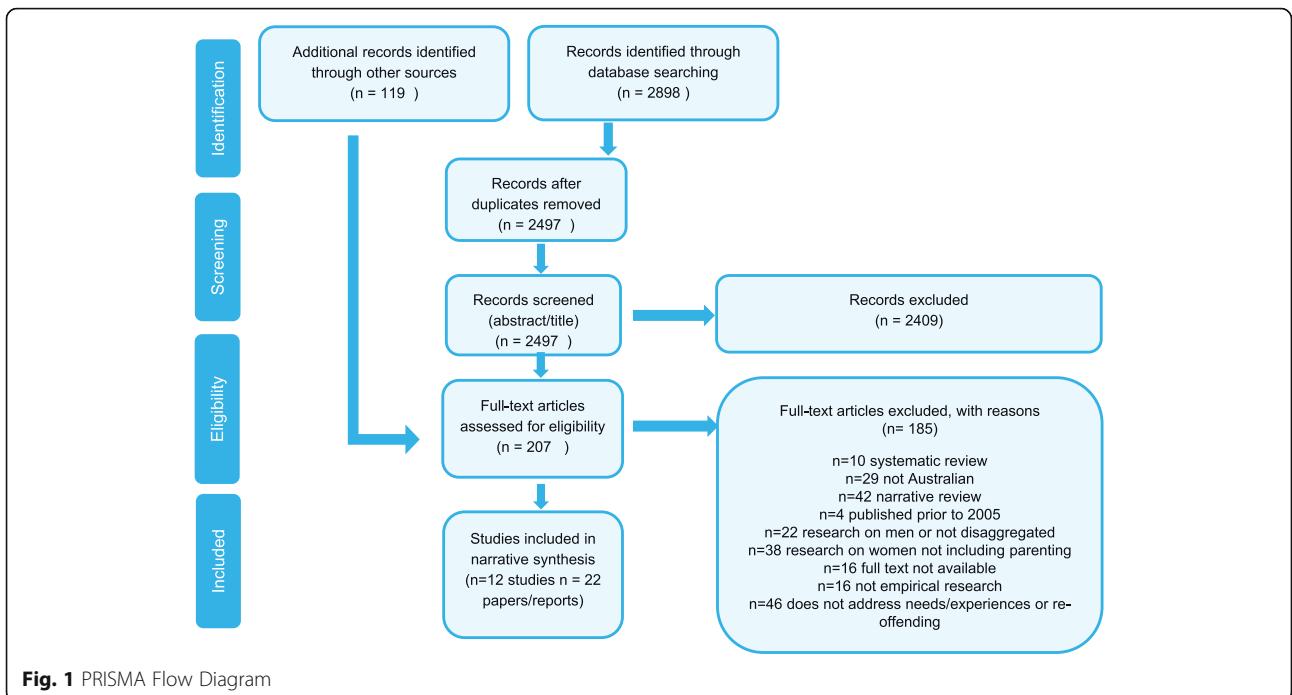 Identification
Additional records identified
through other sources
(n = 119 )
Records identified through
database searching
(n = 2898 )
Records after
duplicates removed
(n = 2497 )
Screening
Records screened
(abstract/title)
(n = 2497 )
Records excluded
(n = 2409)
Eligibility
Full-text articles
assessed for eligibility
(n = 207 )
Full-text articles excluded, with reasons
(n= 185)
n=10 systematic review
n=29 not Australian
n=42 narrative review
n=4 published prior to 2005
n=22 research on men or not disaggregated
n=38 research on women not including parenting
n=16 full text not available
n=16 not empirical research
n=46 does not address needs/experiences or re-
offending
Included
Studies included in
narrative synthesis
(n=12 studies n = 22
papers/reports)
Fig. 1 PRISMA Flow Diagram